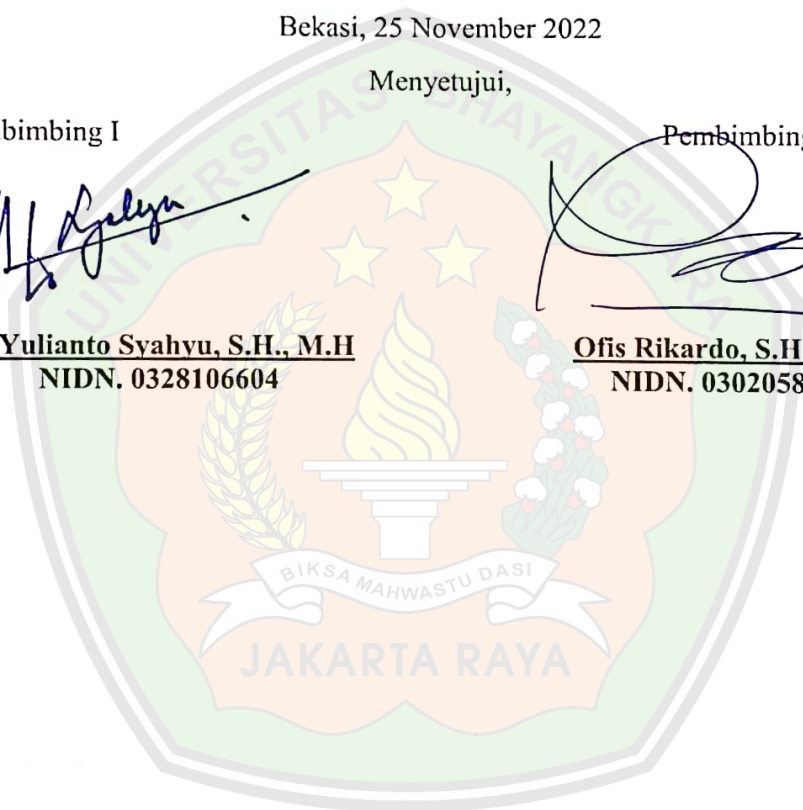 Bekasi, 25 November 2022
Menyetujui,
bimbing I
Pembimbing
Yulianto Syahyu, S.H., M.H
NIDN. 0328106604
Ofis Rikardo, S.H
NIDN. 0302058
UNIVERSITAS BHAYANGKARA
BIKSA MAHWASTU DASI
JAKARTA RAYA